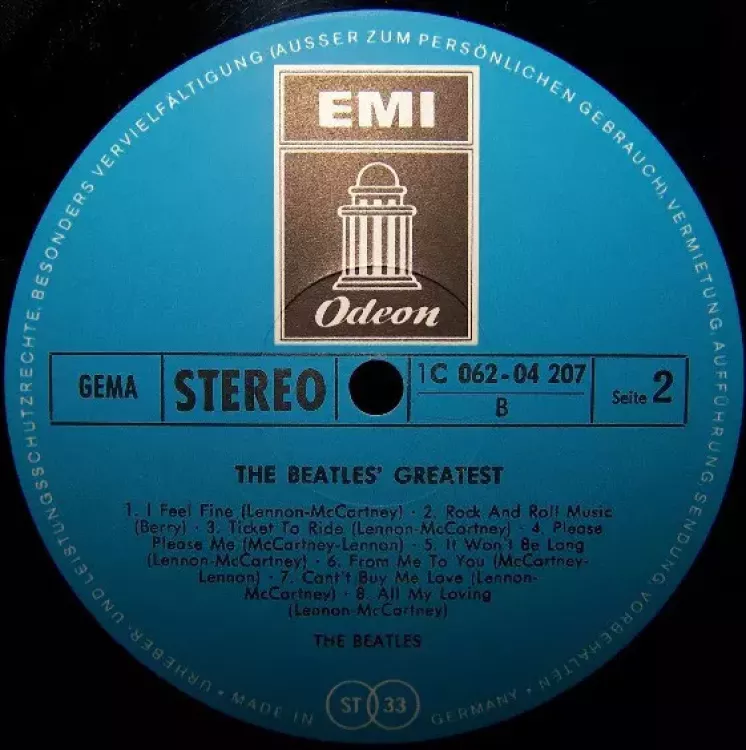 URHEBER- UND LEISTUNGSSCHUTZRECHTE, BESONDERS VERVIELFÄLTIGUNG (AUSSER ZUM PERSÖNLICHEN GEBRAUCH), VERMIETUNG, AUFFÜHRUNG, SENDUNG, VORBEHALTEN • MADE IN GERMANY •
EMI
Odeon
GEMA
STEREO
1C 062-04 207
B
Seite 2
THE BEATLES' GREATEST
1. I Feel Fine (Lennon-McCartney) · 2. Rock And Roll Music
(Berry) · 3. Ticket To Ride (Lennon-McCartney) · 4. Please
Please Me (McCartney-Lennon) · 5. It Won't Be Long
(Lennon-McCartney) · 6. From Me To You (McCartney-
Lennon) · 7. Cant't Buy Me Love (Lennon-
McCartney) · 8. All My Loving
(Lennon-McCartney)
THE BEATLES
ST 33